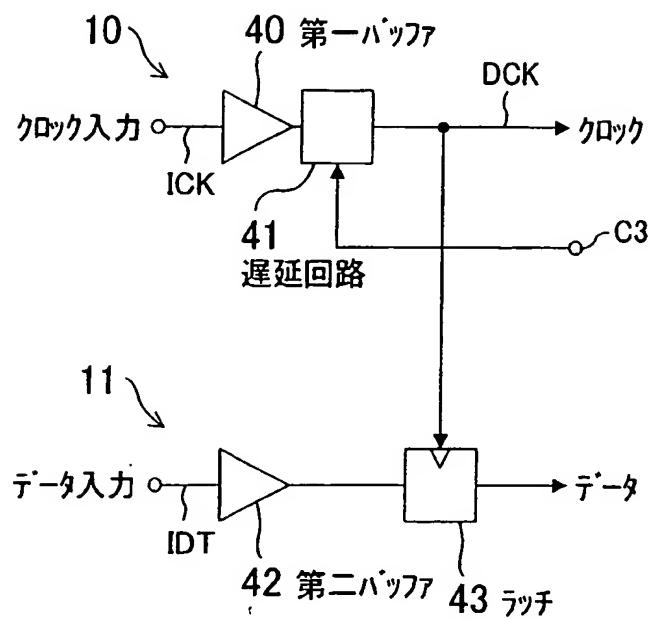 10
40 第一バッファ
DCK
クロック入力
ICK
クロック
41
遅延回路
C3
11
データ入力
IDT
データ
42 第二バッファ
43 ラッチ